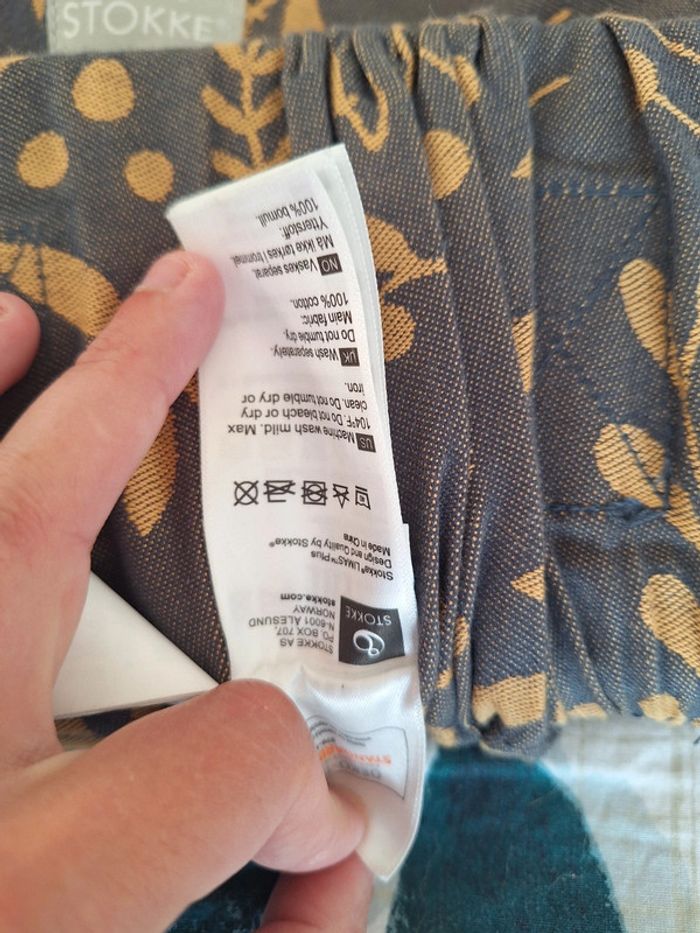 STOKKE
STOKKE
STOKKE AS
PO. BOX 707,
N-6001 ÅLESUND
NORWAY
stokke.com
Stokke® LIMAS™ Plus
Design and Quality by Stokke®
Made in China
US Machine wash mild. Max
104°F. Do not bleach or dry
clean. Do not tumble dry or
iron.
UK Wash separately.
Do not tumble dry.
Main fabric:
100% cotton.
NO Vaskes separat.
Må ikke tørkes i trommel.
Ytterstoff:
100% bomull.